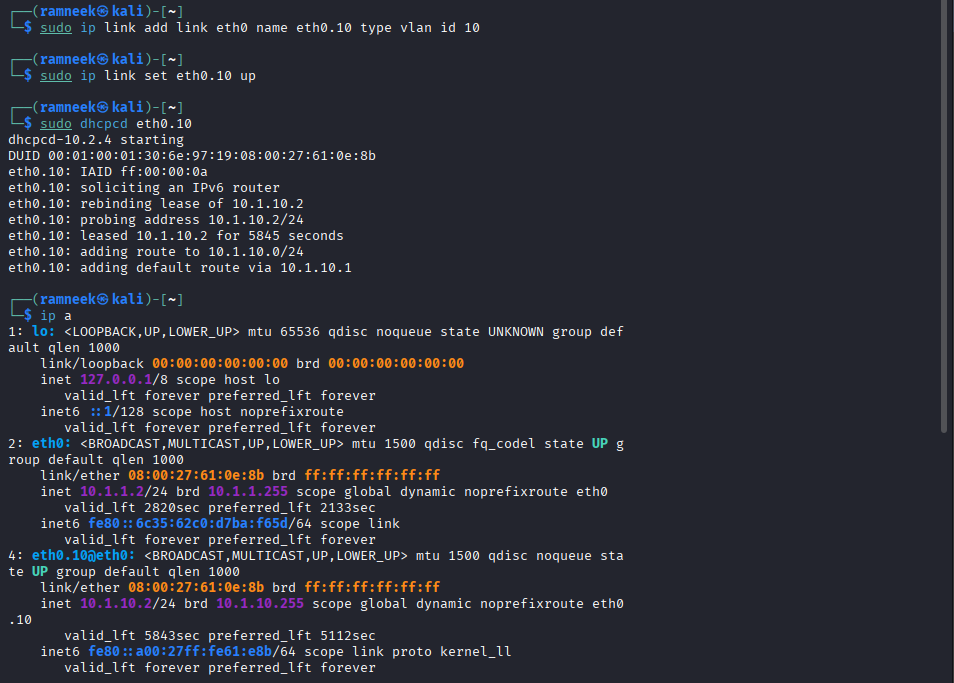 ┌──(ramneek㉿kali)-[~]
└─$ sudo ip link add link eth0 name eth0.10 type vlan id 10
┌──(ramneek㉿kali)-[~]
└─$ sudo ip link set eth0.10 up
┌──(ramneek㉿kali)-[~]
└─$ sudo dhcpcd eth0.10
dhcpcd-10.2.4 starting
DUID 00:01:00:01:30:6e:97:19:08:00:27:61:0e:8b
eth0.10: IAID ff:00:00:0a
eth0.10: soliciting an IPv6 router
eth0.10: rebinding lease of 10.1.10.2
eth0.10: probing address 10.1.10.2/24
eth0.10: leased 10.1.10.2 for 5845 seconds
eth0.10: adding route to 10.1.10.0/24
eth0.10: adding default route via 10.1.10.1
┌──(ramneek㉿kali)-[~]
└─$ ip a
1: lo: <LOOPBACK,UP,LOWER_UP> mtu 65536 qdisc noqueue state UNKNOWN group def
ault qlen 1000
    link/loopback 00:00:00:00:00:00 brd 00:00:00:00:00:00
    inet 127.0.0.1/8 scope host lo
       valid_lft forever preferred_lft forever
    inet6 ::1/128 scope host noprefixroute
       valid_lft forever preferred_lft forever
2: eth0: <BROADCAST,MULTICAST,UP,LOWER_UP> mtu 1500 qdisc fq_codel state UP g
roup default qlen 1000
    link/ether 08:00:27:61:0e:8b brd ff:ff:ff:ff:ff:ff
    inet 10.1.1.2/24 brd 10.1.1.255 scope global dynamic noprefixroute eth0
       valid_lft 2820sec preferred_lft 2133sec
    inet6 fe80::6c35:62c0:d7ba:f65d/64 scope link
       valid_lft forever preferred_lft forever
4: eth0.10@eth0: <BROADCAST,MULTICAST,UP,LOWER_UP> mtu 1500 qdisc noqueue sta
te UP group default qlen 1000
    link/ether 08:00:27:61:0e:8b brd ff:ff:ff:ff:ff:ff
    inet 10.1.10.2/24 brd 10.1.10.255 scope global dynamic noprefixroute eth0
.10
       valid_lft 5843sec preferred_lft 5112sec
    inet6 fe80::a00:27ff:fe61:e8b/64 scope link proto kernel_ll
       valid_lft forever preferred_lft forever